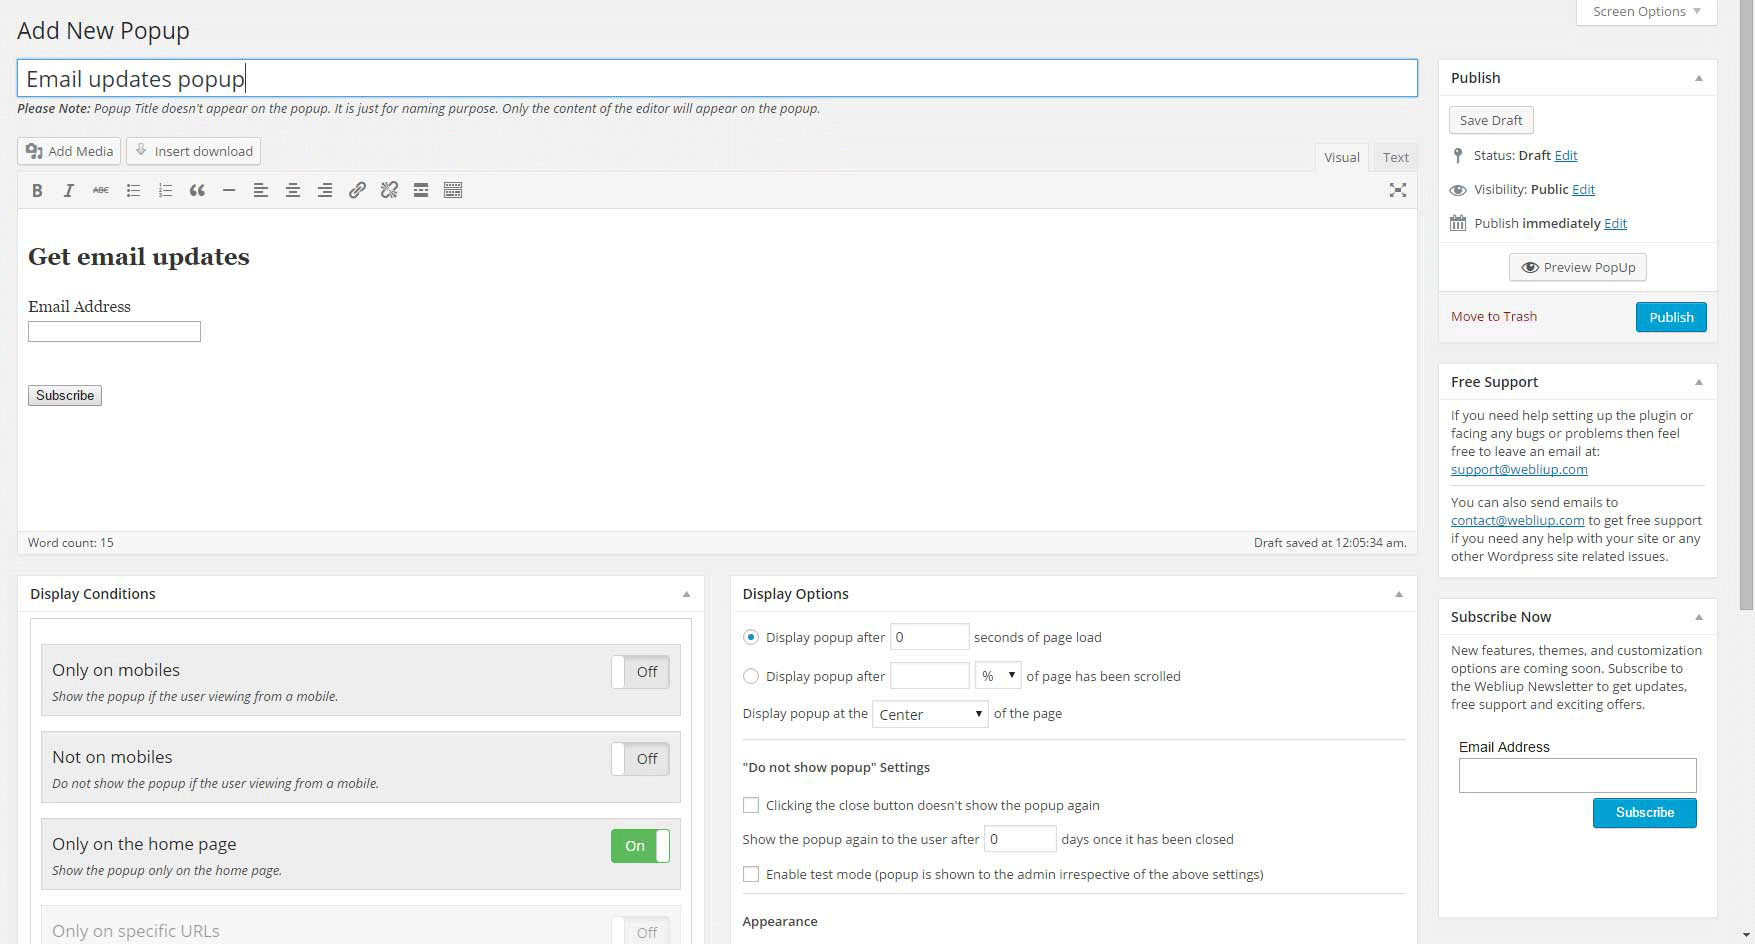 Screen Options
Add New Popup
Email updates popup
Please Note: Popup Title doesn't appear on the popup. It is just for naming purpose. Only the content of the editor will appear on the popup.
Add Media
Insert download
Visual
Text
B I ABC
Get email updates
Email Address
Subscribe
Word count: 15
Draft saved at 12:05:34 am.
Display Conditions
Only on mobiles
Off
Show the popup if the user viewing from a mobile.
Not on mobiles
Off
Do not show the popup if the user viewing from a mobile.
Only on the home page
On
Show the popup only on the home page.
Only on specific URLs
Off
Display Options
Display popup after 0 seconds of page load
Display popup after % of page has been scrolled
Display popup at the Center of the page
"Do not show popup" Settings
Clicking the close button doesn't show the popup again
Show the popup again to the user after 0 days once it has been closed
Enable test mode (popup is shown to the admin irrespective of the above settings)
Appearance
Publish
Save Draft
Status: Draft Edit
Visibility: Public Edit
Publish immediately Edit
Preview PopUp
Move to Trash
Publish
Free Support
If you need help setting up the plugin or
facing any bugs or problems then feel
free to leave an email at:
support@webliup.com
You can also send emails to
contact@webliup.com to get free support
if you need any help with your site or any
other Wordpress site related issues.
Subscribe Now
New features, themes, and customization
options are coming soon. Subscribe to
the Webliup Newsletter to get updates,
free support and exciting offers.
Email Address
Subscribe